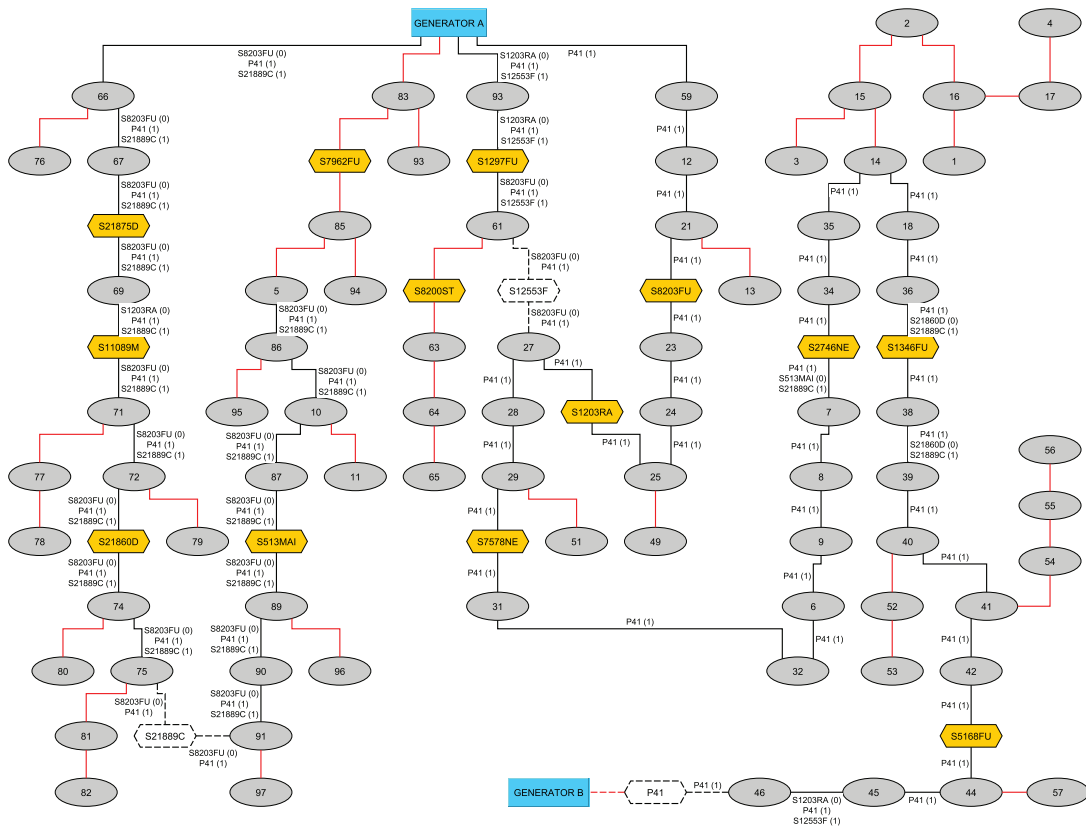 GENERATOR A
2
4
S8203FU (0)
P41 (1)
S21889C (1)
S1203RA (0)
P41 (1)
S12553F (1)
P41 (1)
66
83
93
59
15
16
17
S8203FU (0)
P41 (1)
S21889C (1)
S1203RA (0)
P41 (1)
S12553F (1)
P41 (1)
76
67
S7962FU
93
S1297FU
12
3
14
1
S8203FU (0)
P41 (1)
S21889C (1)
S8203FU (0)
P41 (1)
S12553F (1)
P41 (1)
P41 (1)
P41 (1)
S21875D
85
61
21
35
18
S8203FU (0)
P41 (1)
S21889C (1)
S8203FU (0)
P41 (1)
P41 (1)
P41 (1)
P41 (1)
69
5
94
S8200ST
S12553F
S8203FU
13
34
36
S1203RA (0)
P41 (1)
S21889C (1)
S8203FU (0)
P41 (1)
S21889C (1)
S8203FU (0)
P41 (1)
P41 (1)
P41 (1)
P41 (1)
S21860D (0)
S21889C (1)
S11089M
86
63
27
23
S2746NE
S1346FU
S8203FU (0)
P41 (1)
S21889C (1)
S8203FU (0)
P41 (1)
S21889C (1)
P41 (1)
P41 (1)
P41 (1)
P41 (1)
S513MAI (0)
S21889C (1)
P41 (1)
71
95
10
64
28
S1203RA
24
7
38
S8203FU (0)
P41 (1)
S21889C (1)
S8203FU (0)
P41 (1)
S21889C (1)
P41 (1)
P41 (1)
P41 (1)
P41 (1)
P41 (1)
S21860D (0)
S21889C (1)
56
77
72
87
11
65
29
25
8
39
S8203FU (0)
P41 (1)
S21889C (1)
S8203FU (0)
P41 (1)
S21889C (1)
P41 (1)
P41 (1)
P41 (1)
55
78
S21860D
79
S513MAI
S7578NE
51
49
9
40
S8203FU (0)
P41 (1)
S21889C (1)
S8203FU (0)
P41 (1)
S21889C (1)
P41 (1)
P41 (1)
P41 (1)
54
74
89
31
6
52
41
S8203FU (0)
P41 (1)
S21889C (1)
S8203FU (0)
P41 (1)
S21889C (1)
P41 (1)
P41 (1)
P41 (1)
80
75
90
96
32
53
42
S8203FU (0)
P41 (1)
S8203FU (0)
P41 (1)
S21889C (1)
P41 (1)
81
S21889C
91
S5168FU
S8203FU (0)
P41 (1)
P41 (1)
82
97
GENERATOR B
P41
P41 (1)
46
S1203RA (0)
P41 (1)
S12553F (1)
45
P41 (1)
44
57